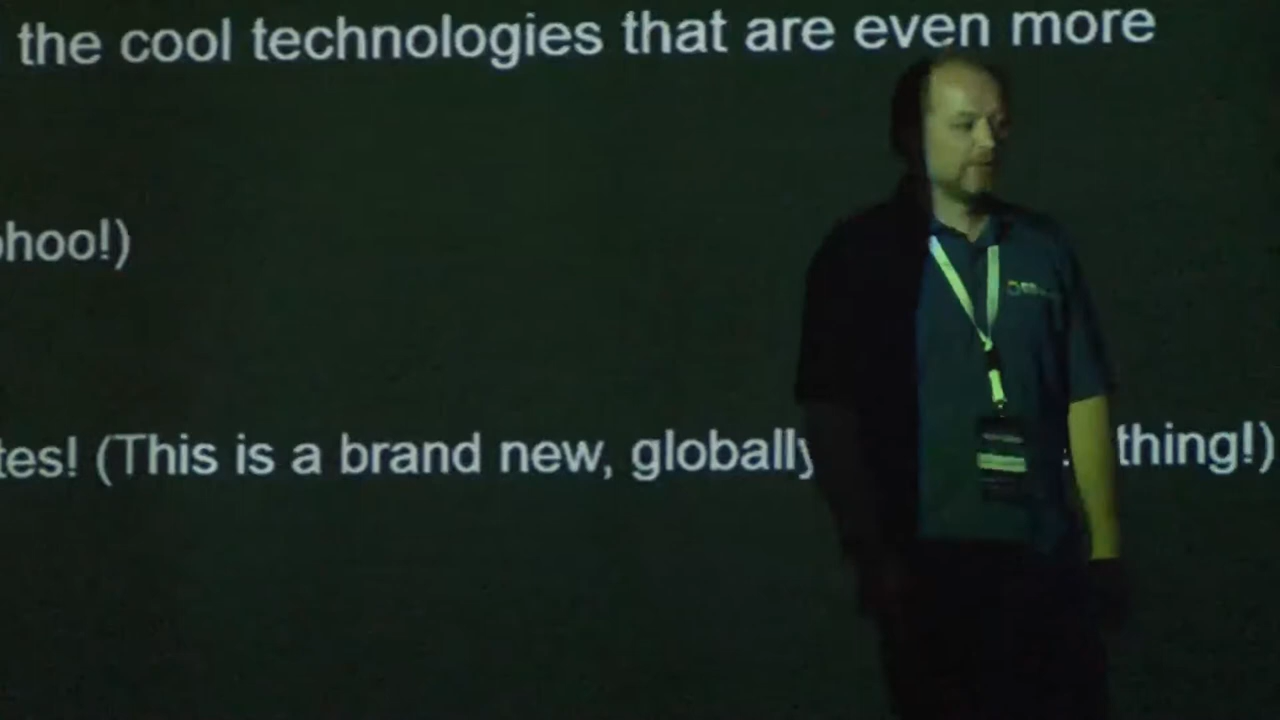 the cool technologies that are even more
hoo!)
tes! (This is a brand new, globally thing!)